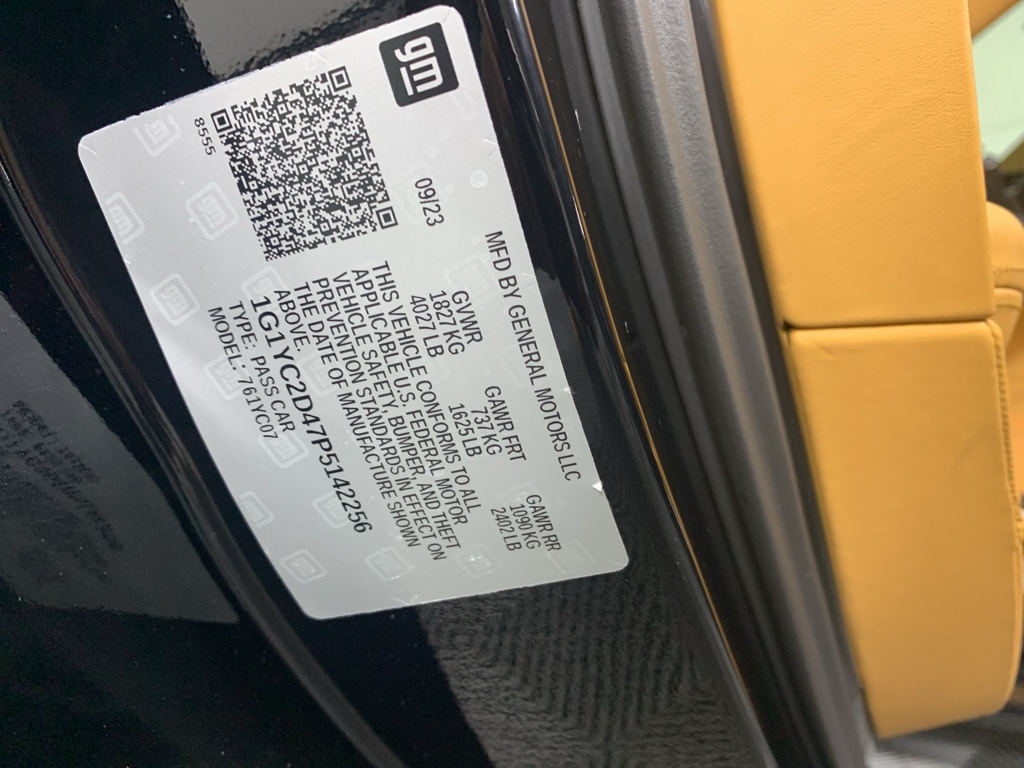 gm
MFD BY GENERAL MOTORS LLC
09/23
GVWR GAWR FRT GAWR RR
1827 KG 737 KG 1090 KG
4027 LB 1625 LB 2402 LB
THIS VEHICLE CONFORMS TO ALL
APPLICABLE U.S. FEDERAL MOTOR
VEHICLE SAFETY, BUMPER, AND THEFT
PREVENTION STANDARDS IN EFFECT ON
THE DATE OF MANUFACTURE SHOWN
ABOVE.
1G1YC2D47P5142256
TYPE: PASS CAR
MODEL: 761YC07
8555